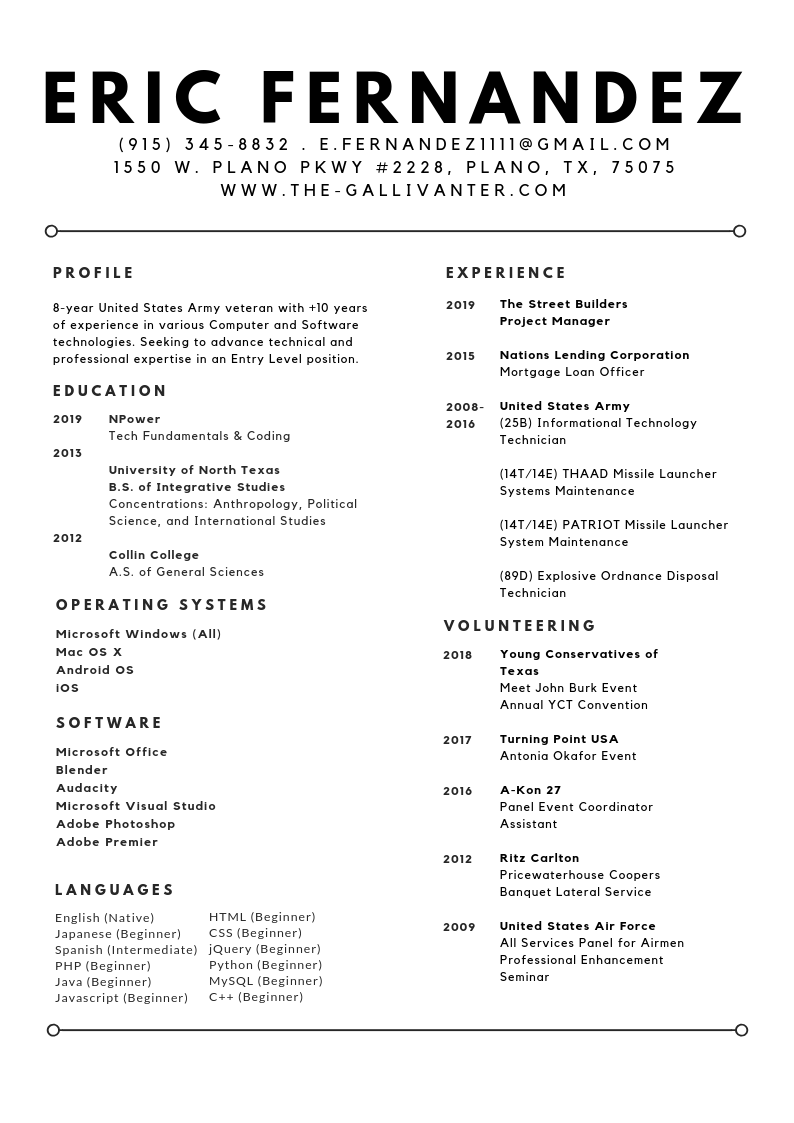 ERIC FERNANDEZ
(915) 345-8832 . E.FERNANDEZ1111@GMAIL.COM
1550 W. PLANO PKWY #2228, PLANO, TX, 75075
WWW.THE-GALLIVANTER.COM
PROFILE
8-year United States Army veteran with +10 years
of experience in various Computer and Software
technologies. Seeking to advance technical and
professional expertise in an Entry Level position.
EDUCATION
2019 NPower
Tech Fundamentals & Coding
2013
University of North Texas
B.S. of Integrative Studies
Concentrations: Anthropology, Political
Science, and International Studies
2012
Collin College
A.S. of General Sciences
OPERATING SYSTEMS
Microsoft Windows (All)
Mac OS X
Android OS
iOS
SOFTWARE
Microsoft Office
Blender
Audacity
Microsoft Visual Studio
Adobe Photoshop
Adobe Premier
LANGUAGES
English (Native)
Japanese (Beginner)
Spanish (Intermediate)
PHP (Beginner)
Java (Beginner)
Javascript (Beginner)
HTML (Beginner)
CSS (Beginner)
jQuery (Beginner)
Python (Beginner)
MySQL (Beginner)
C++ (Beginner)
EXPERIENCE
2019 The Street Builders
Project Manager
2015 Nations Lending Corporation
Mortgage Loan Officer
2008- United States Army
2016 (25B) Informational Technology
Technician
(14T/14E) THAAD Missile Launcher
Systems Maintenance
(14T/14E) PATRIOT Missile Launcher
System Maintenance
(89D) Explosive Ordnance Disposal
Technician
VOLUNTEERING
2018 Young Conservatives of
Texas
Meet John Burk Event
Annual YCT Convention
2017 Turning Point USA
Antonia Okafor Event
2016 A-Kon 27
Panel Event Coordinator
Assistant
2012 Ritz Carlton
Pricewaterhouse Coopers
Banquet Lateral Service
2009 United States Air Force
All Services Panel for Airmen
Professional Enhancement
Seminar